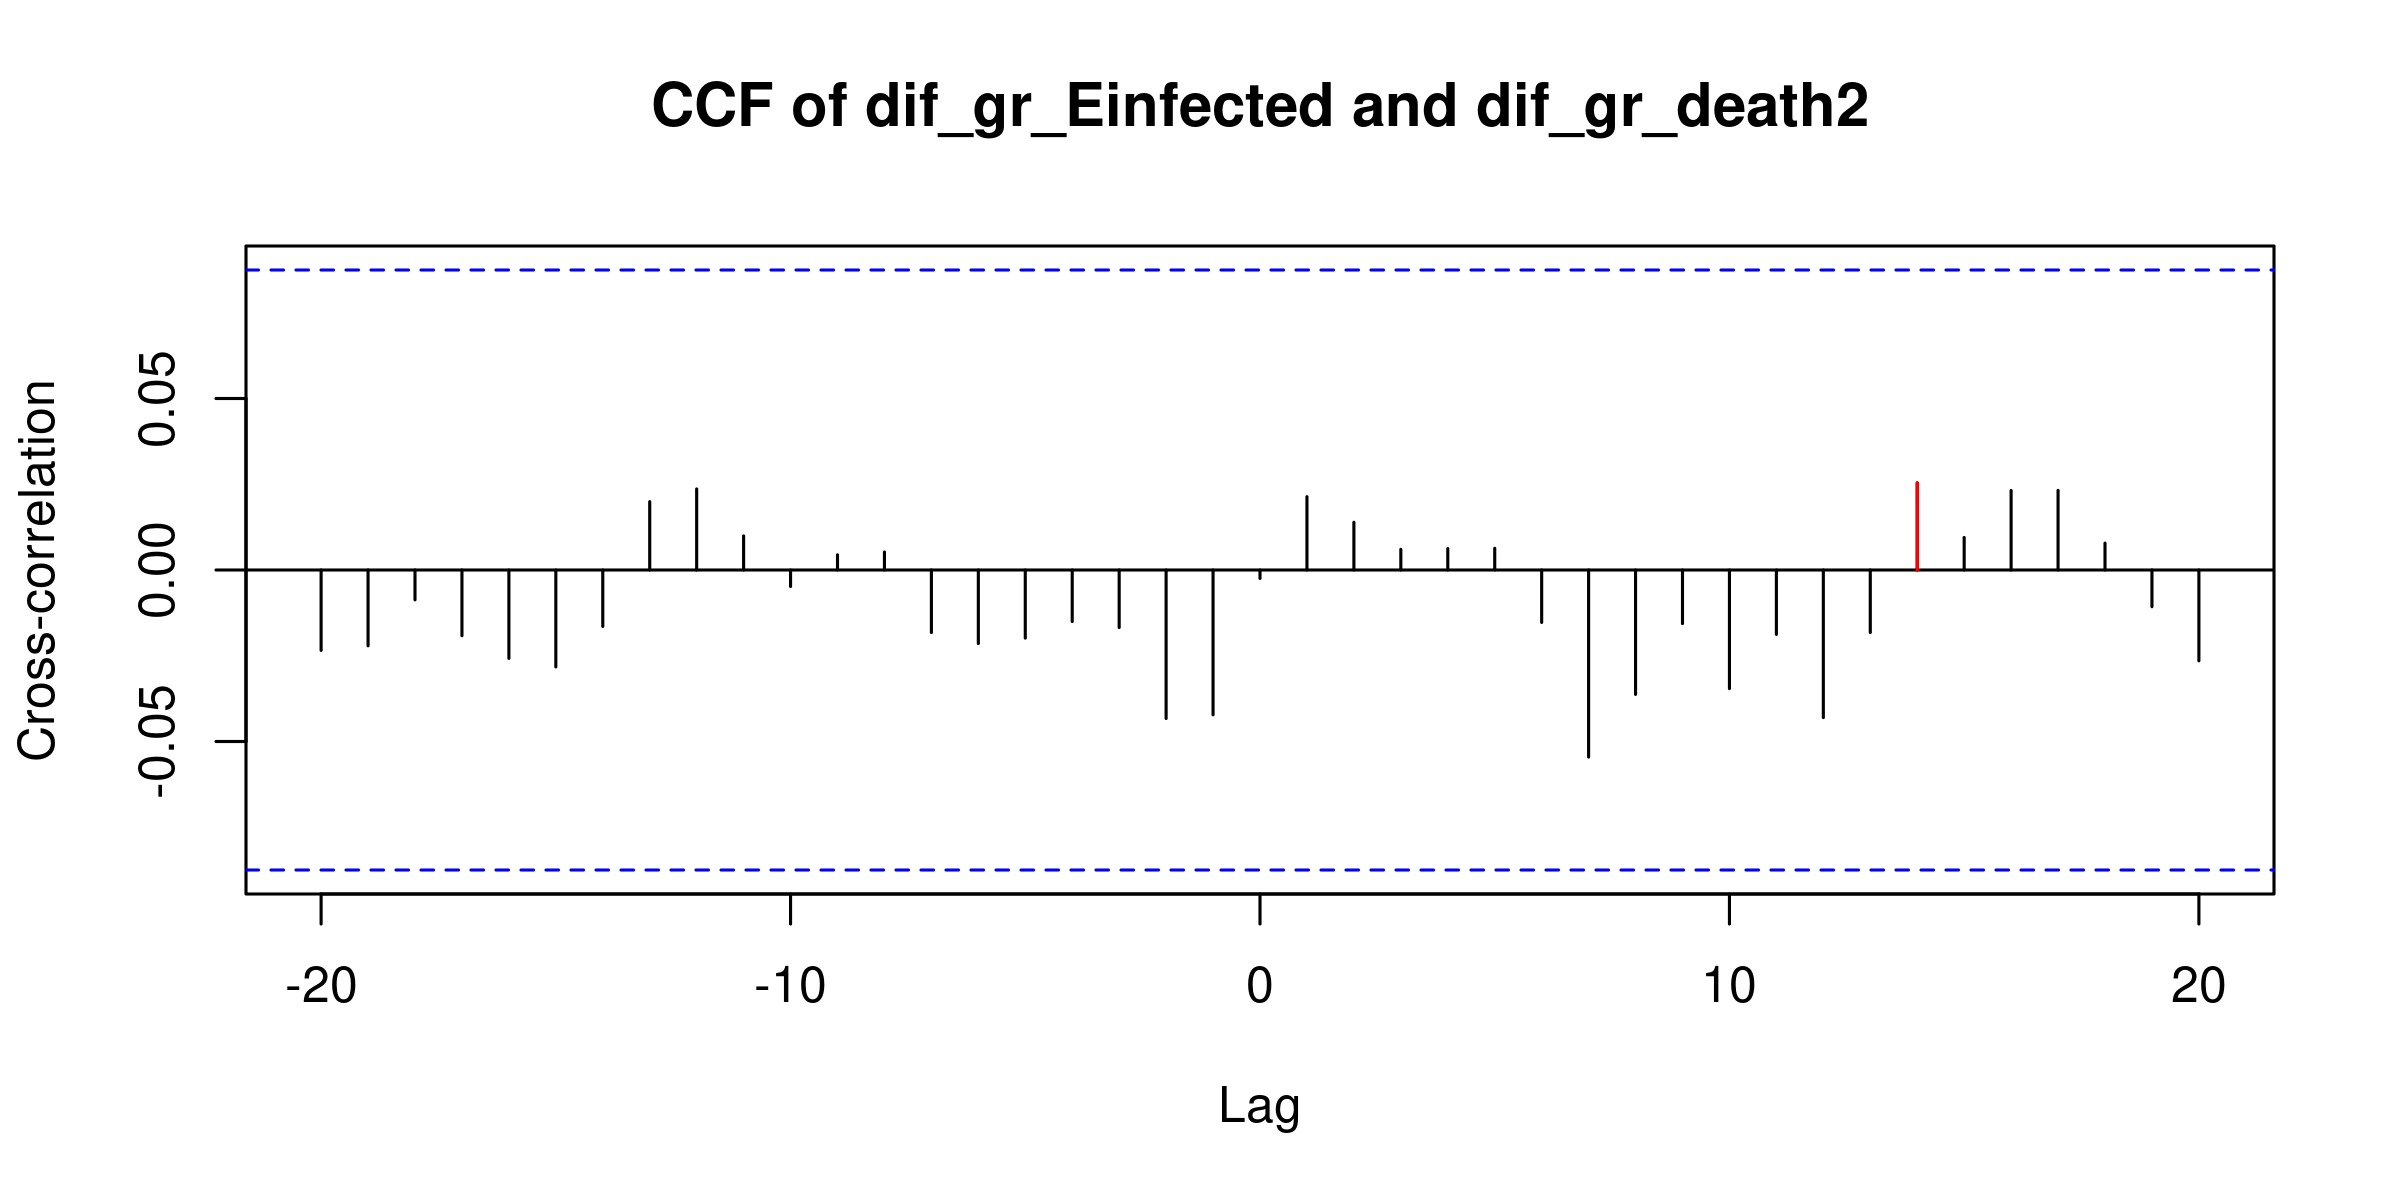 CCF of dif_gr_Einfected and dif_gr_death2
Cross-correlation
0.05
0.00
-0.05
-20 -10 0 10 20
Lag